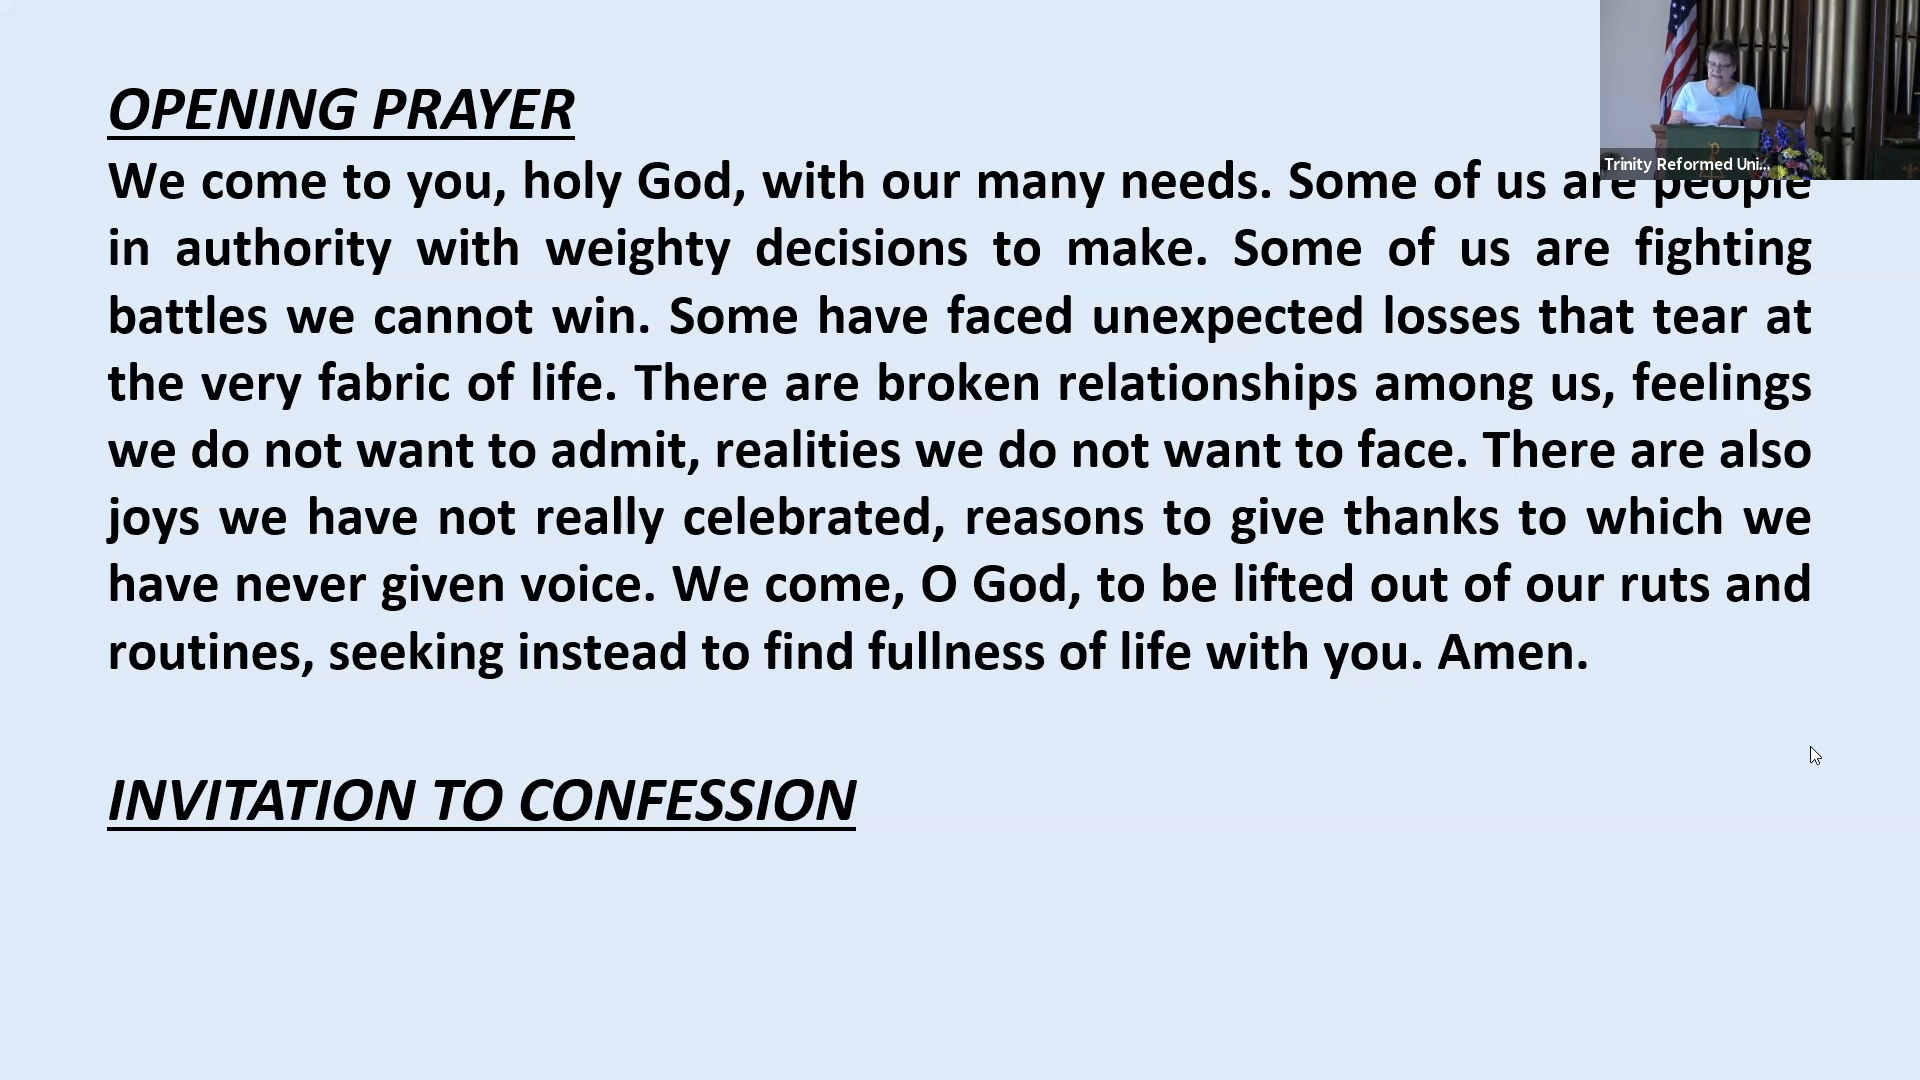 OPENING PRAYER
We come to you, holy God, with our many needs. Some of us are people
in authority with weighty decisions to make. Some of us are fighting
battles we cannot win. Some have faced unexpected losses that tear at
the very fabric of life. There are broken relationships among us, feelings
we do not want to admit, realities we do not want to face. There are also
joys we have not really celebrated, reasons to give thanks to which we
have never given voice. We come, O God, to be lifted out of our ruts and
routines, seeking instead to find fullness of life with you. Amen.
INVITATION TO CONFESSION
Trinity Reformed Uni...